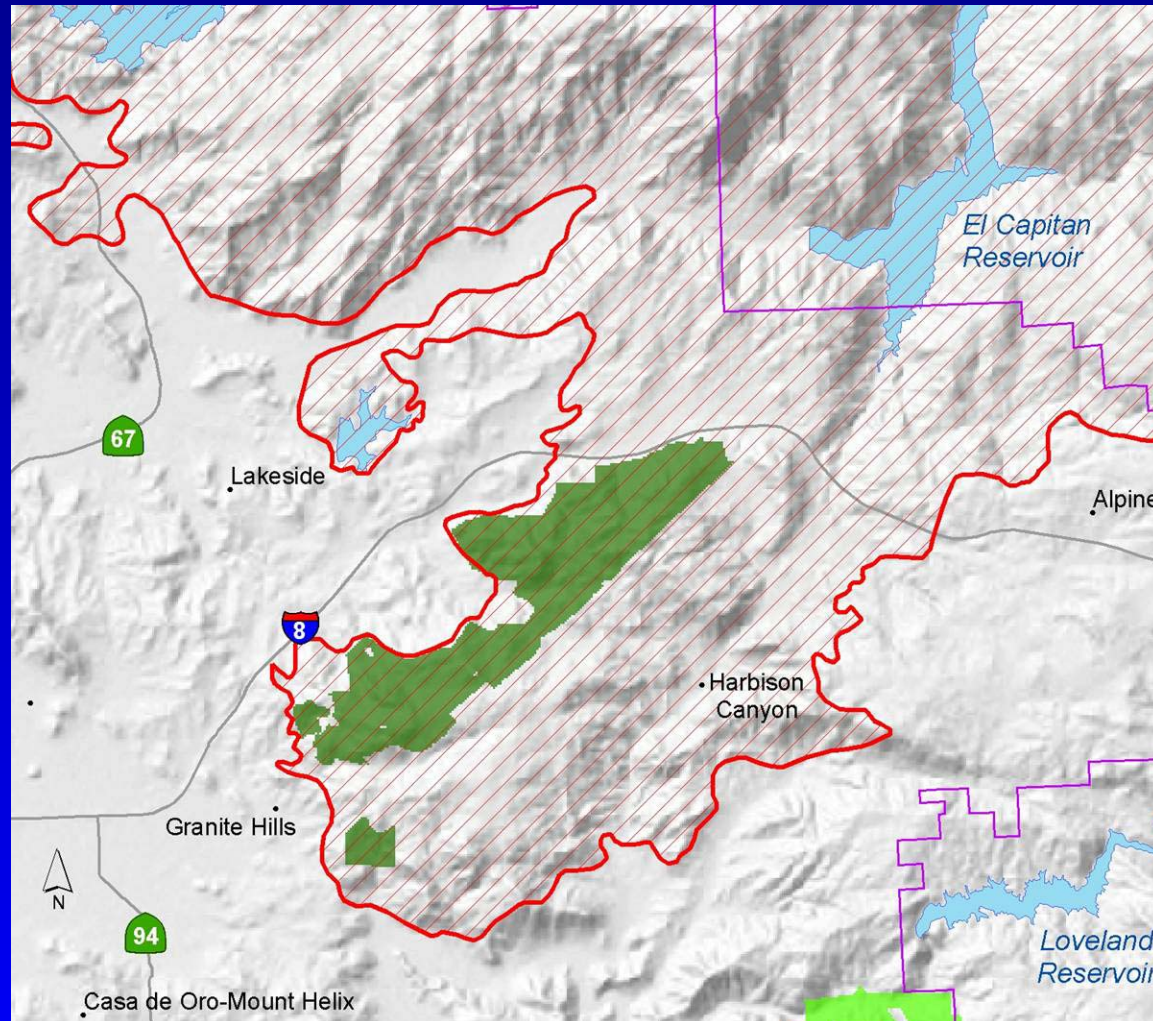 El Capitan
Reservoir
67
Lakeside
Alpine
8
Harbison
Canyon
Granite Hills
N
94
Loveland
Reservoir
Casa de Oro-Mount Helix